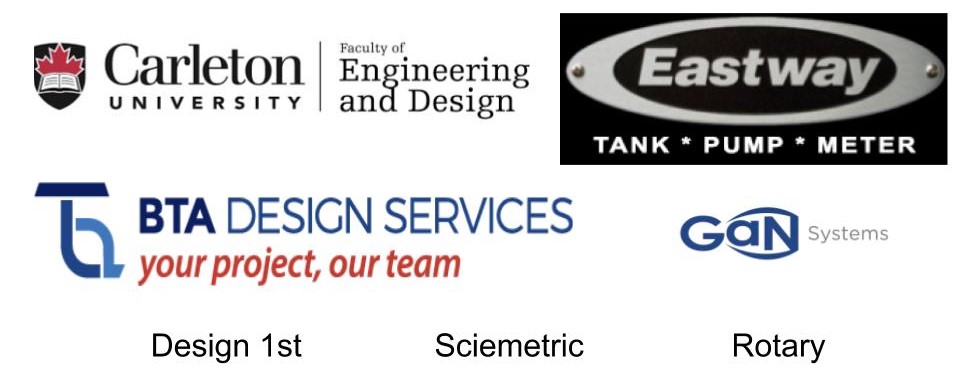 Carleton
UNIVERSITY
Faculty of
Engineering
and Design
Eastway
TANK * PUMP * METER
BTA DESIGN SERVICES
your project, our team
GaN Systems
Design 1st
Sciemetric
Rotary